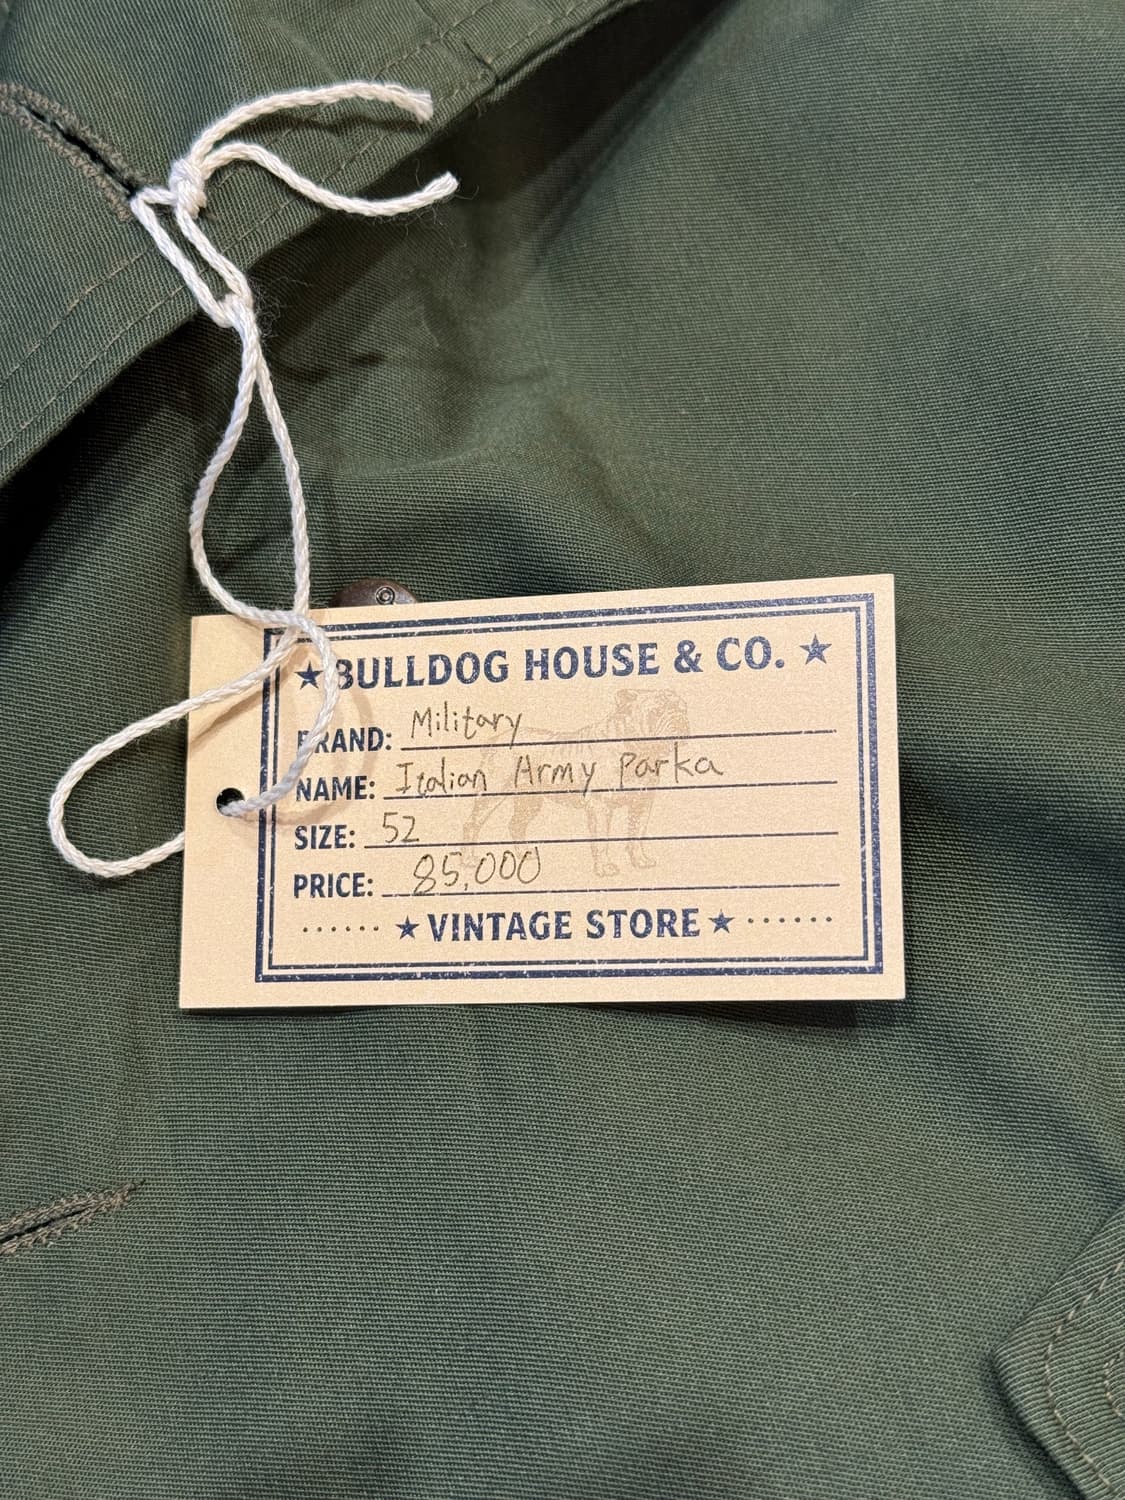 ★ BULLDOG HOUSE & CO. ★
BRAND: Military
NAME: Italian Army Parka
SIZE: 52
PRICE: 85,000
...... ★ VINTAGE STORE ★ ......